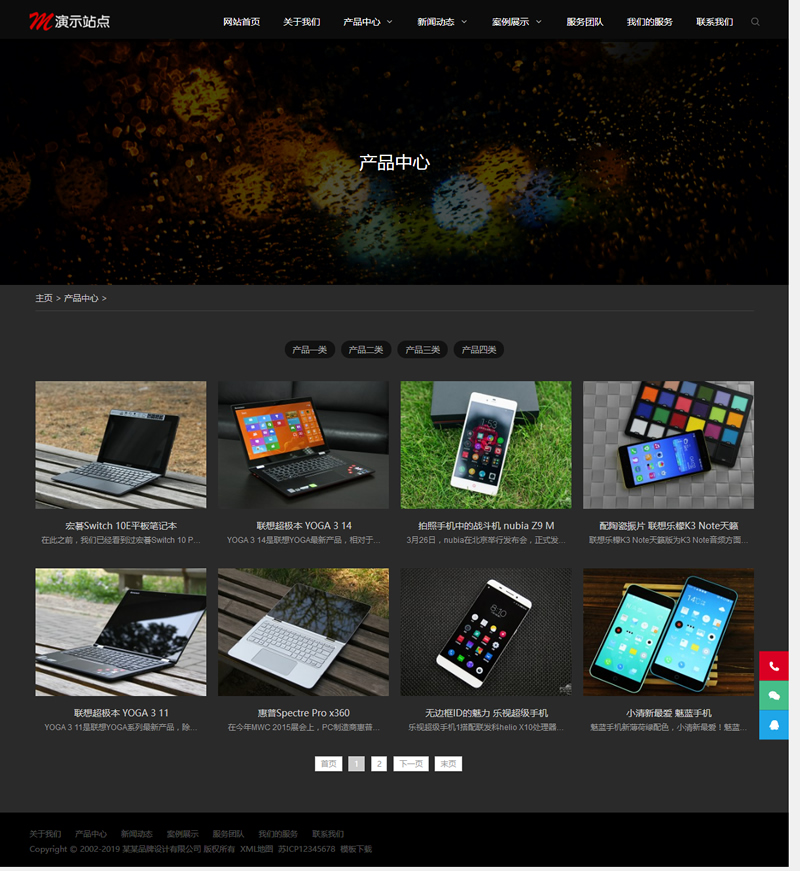 M 演示站点
网站首页 关于我们 产品中心 新闻动态 案例展示 服务团队 我们的服务 联系我们
产品中心
主页 > 产品中心 >
产品一类 产品二类 产品三类 产品四类
宏碁Switch 10E平板笔记本
在此之前，我们已经看到过宏碁Switch 10 P...
联想超极本 YOGA 3 14
YOGA 3 14是联想YOGA最新产品，相对于...
拍照手机中的战斗机 nubia Z9 M
3月26日，nubia在北京举行发布会，正式发...
配陶瓷振片 联想乐檬K3 Note天籁
联想乐檬K3 Note天籁版为K3 Note音频方面...
联想超极本 YOGA 3 11
YOGA 3 11是联想YOGA系列最新产品，除...
惠普Spectre Pro x360
在今年MWC 2015展会上，PC制造商惠普...
无边框ID的魅力 乐视超级手机
乐视超级手机1搭配联发科helio X10处理器...
小清新最爱 魅蓝手机
魅蓝手机新薄荷绿配色，小清新最爱！魅蓝...
首页 1 2 下一页 末页
关于我们 产品中心 新闻动态 案例展示 服务团队 我们的服务 联系我们
Copyright © 2002-2019 某某品牌设计有限公司 版权所有 XML地图 苏ICP12345678 模板下载